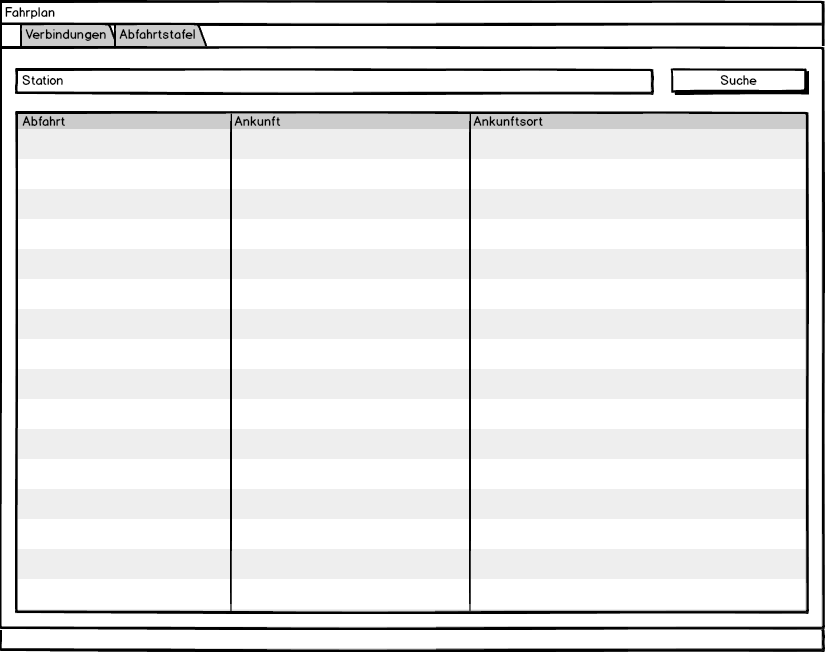 Fahrplan
Verbindungen Abfahrtstafel
Station Suche
Abfahrt Ankunft Ankunftsort